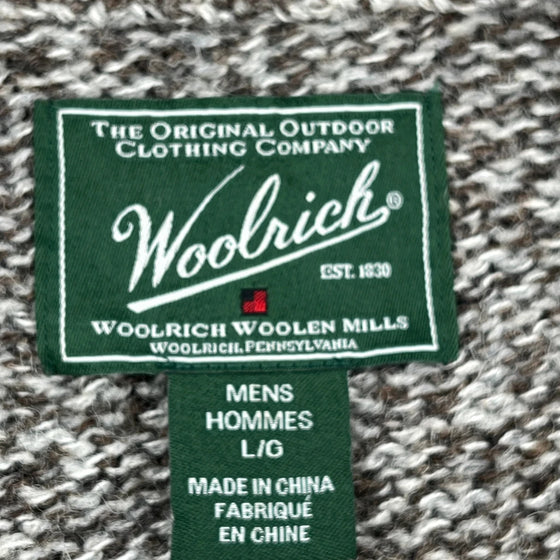 THE ORIGINAL OUTDOOR
CLOTHING COMPANY
Woolrich®
EST. 1830
WOOLRICH WOOLEN MILLS
WOOLRICH, PENNSYLVANIA
MENS
HOMMES
L/G
MADE IN CHINA
FABRIQUÉ
EN CHINE